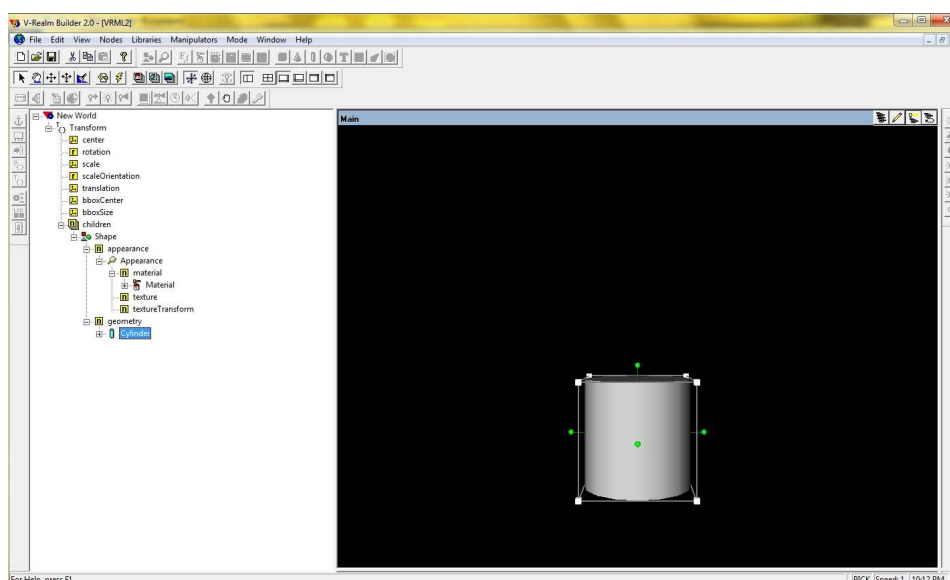 V-Realm Builder 2.0 - [VRML2]
File Edit View Nodes Libraries Manipulators Mode Window Help
New World
Transform
center
rotation
scale
scaleOrientation
translation
bboxCenter
bboxSize
children
Shape
appearance
Appearance
material
Material
texture
textureTransform
geometry
Cylinder
Main
For Help, press F1
PICK Speed: 1 10:12 PM